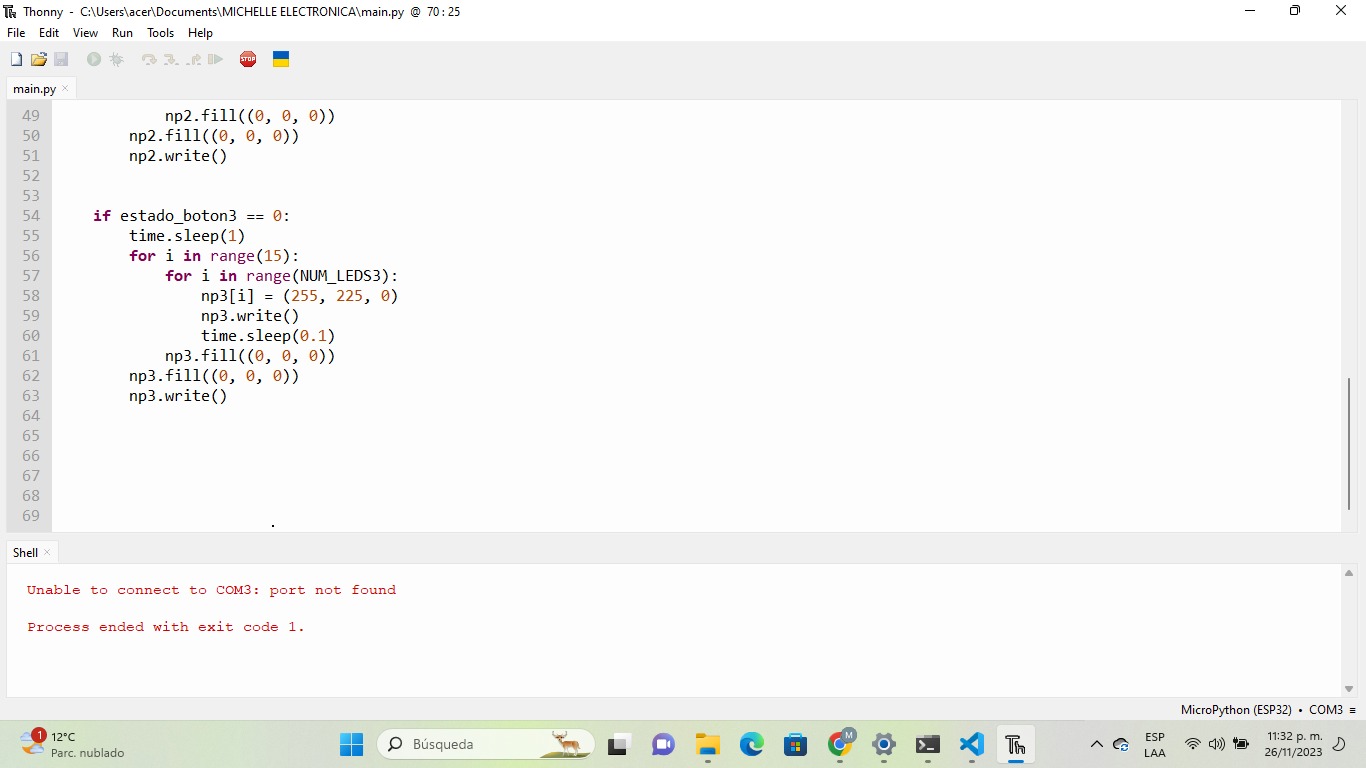 Thonny - C:\Users\acer\Documents\MICHELLE ELECTRONICA\main.py @ 70 : 25
File Edit View Run Tools Help
STOP
main.py ×
49             np2.fill((0, 0, 0))
50         np2.fill((0, 0, 0))
51         np2.write()
52
53
54     if estado_boton3 == 0:
55         time.sleep(1)
56         for i in range(15):
57             for i in range(NUM_LEDS3):
58                 np3[i] = (255, 225, 0)
59                 np3.write()
60                 time.sleep(0.1)
61             np3.fill((0, 0, 0))
62         np3.fill((0, 0, 0))
63         np3.write()
64
65
66
67
68
69
Shell ×
Unable to connect to COM3: port not found
Process ended with exit code 1.
MicroPython (ESP32) • COM3 ≡
1
12°C
Parc. nublado
Búsqueda
M
Th
ESP
LAA
11:32 p. m.
26/11/2023